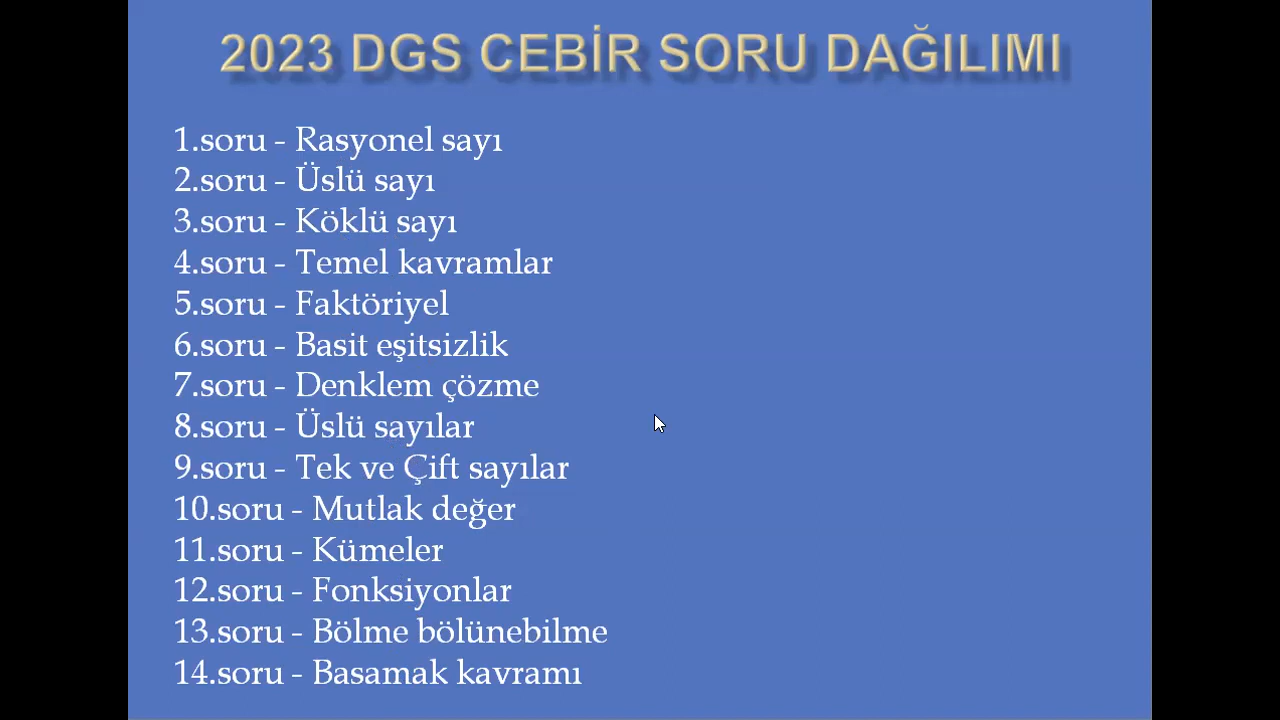 2023 DGS CEBİR SORU DAĞILIMI
1.soru - Rasyonel sayı
2.soru - Üslü sayı
3.soru - Köklü sayı
4.soru - Temel kavramlar
5.soru - Faktöriyel
6.soru - Basit eşitsizlik
7.soru - Denklem çözme
8.soru - Üslü sayılar
9.soru - Tek ve Çift sayılar
10.soru - Mutlak değer
11.soru - Kümeler
12.soru - Fonksiyonlar
13.soru - Bölme bölünebilme
14.soru - Basamak kavramı